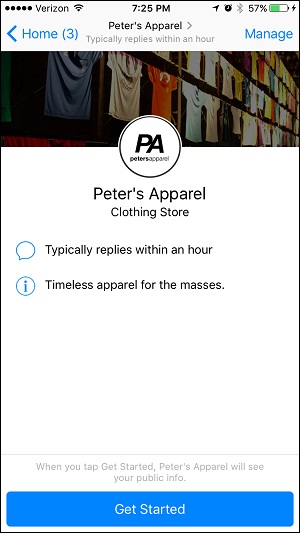 Verizon 7:25 PM 57%
Home (3) Peter's Apparel Manage
Typically replies within an hour
PA
petersapparel
Peter's Apparel
Clothing Store
Typically replies within an hour
Timeless apparel for the masses.
When you tap Get Started, Peter's Apparel will see
your public info.
Get Started